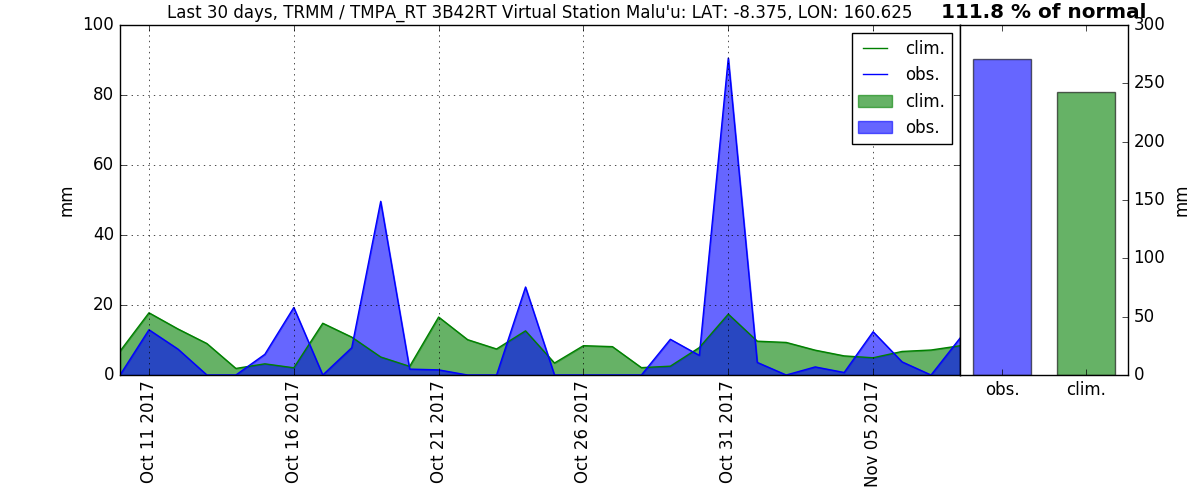 Last 30 days, TRMM / TMPA_RT 3B42RT Virtual Station Malu'u: LAT: -8.375, LON: 160.625
111.8 % of normal
100
80
60
40
20
0
mm
clim.
obs.
clim.
obs.
Oct 11 2017
Oct 16 2017
Oct 21 2017
Oct 26 2017
Oct 31 2017
Nov 05 2017
300
250
200
150
100
50
0
mm
obs.
clim.